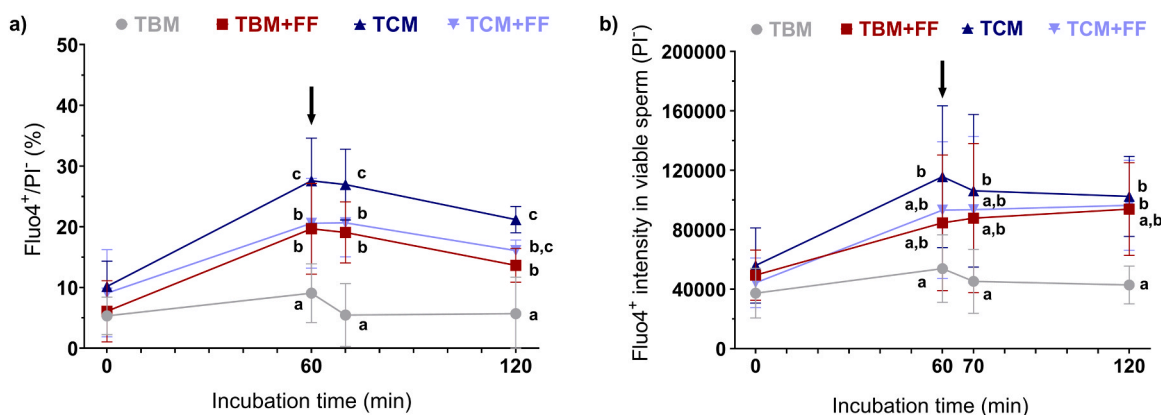 a)
TBM TBM+FF TCM TCM+FF
Fluo4⁺/PI⁻ (%)
50
40
30
20
10
0
c c c
b b b,c
b b b
a a a
0 60 120
Incubation time (min)
b)
TBM TBM+FF TCM TCM+FF
Fluo4⁺ intensity in viable sperm (PI⁻)
200000
160000
120000
80000
40000
0
b b b
a,b a,b b
a,b a,b a,b
a a a
0 60 70 120
Incubation time (min)